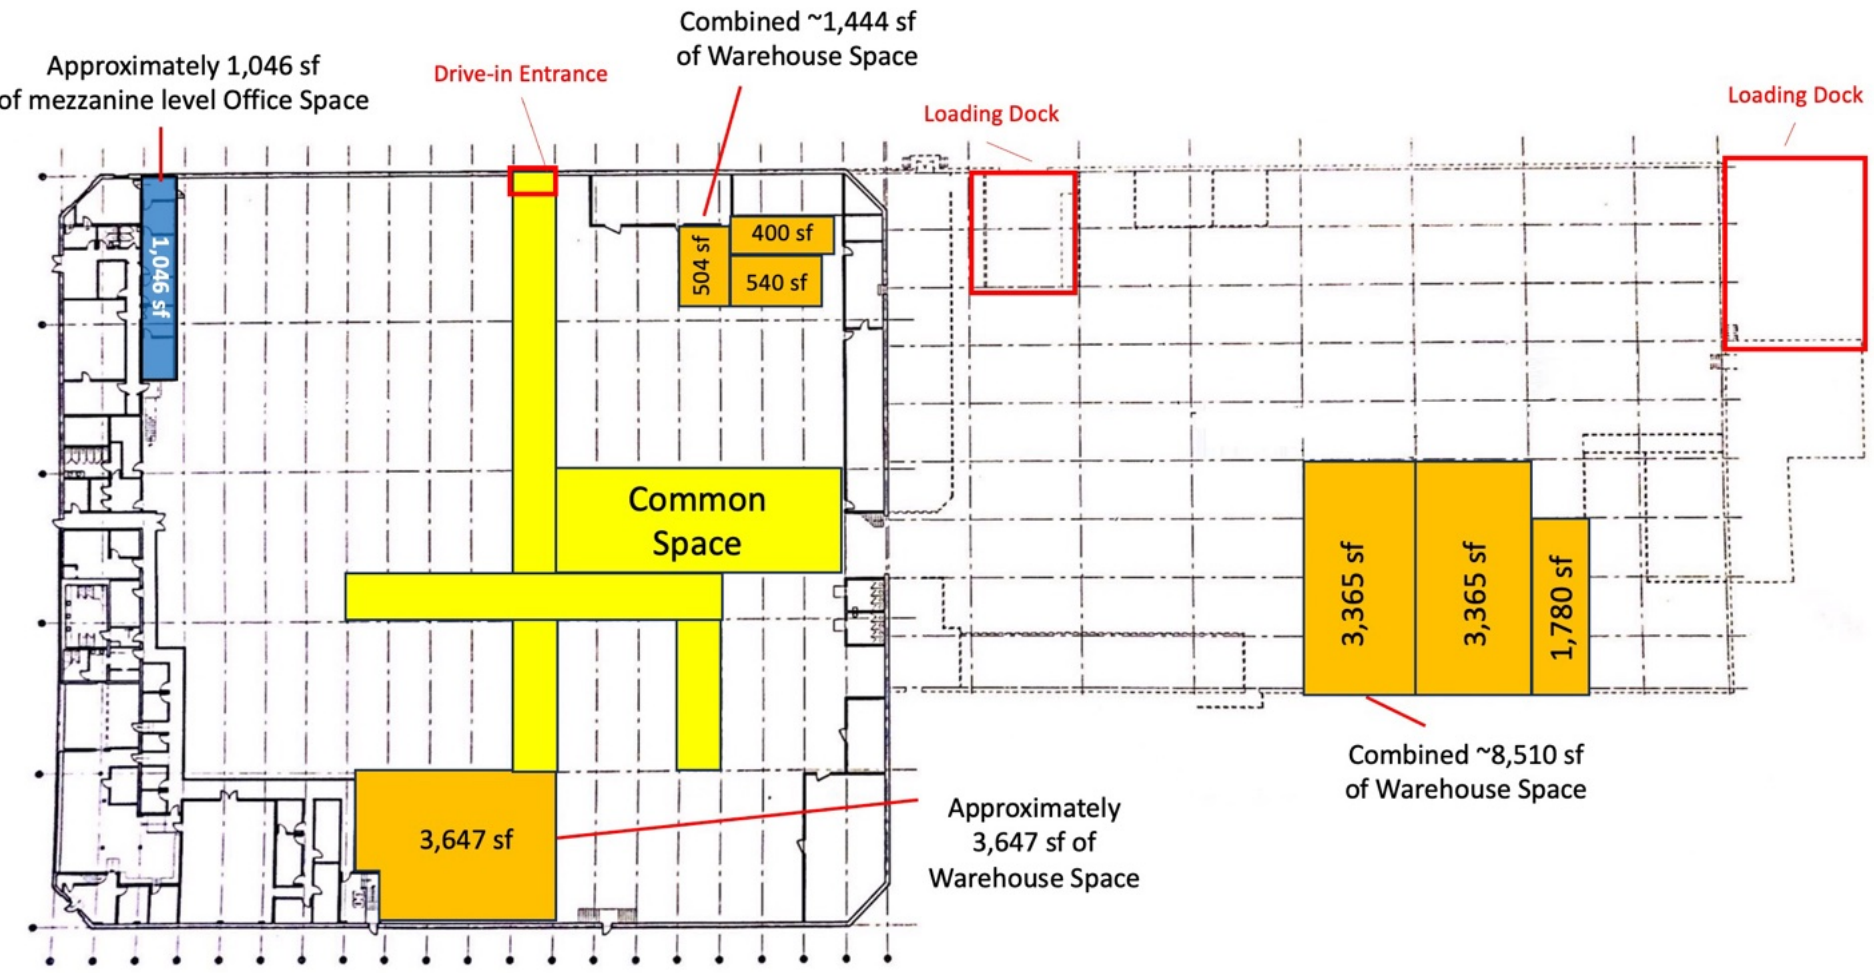 Combined ~1,444 sf
of Warehouse Space
Approximately 1,046 sf
of mezzanine level Office Space
Drive-in Entrance
Loading Dock
Loading Dock
1,046 sf
504 sf
400 sf
540 sf
Common
Space
3,365 sf
3,365 sf
1,780 sf
Combined ~8,510 sf
of Warehouse Space
3,647 sf
Approximately
3,647 sf of
Warehouse Space